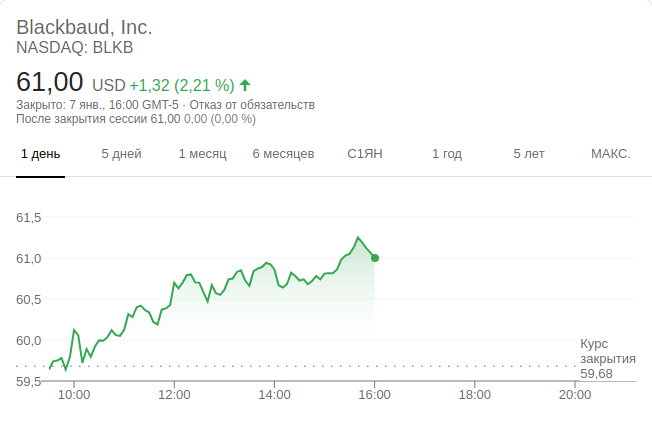 Blackbaud, Inc.
NASDAQ: BLKB
61,00 USD +1,32 (2,21 %)
Закрыто: 7 янв., 16:00 GMT-5 · Отказ от обязательств
После закрытия сессии 61,00 0,00 (0,00 %)
1 день 5 дней 1 месяц 6 месяцев С1ЯН 1 год 5 лет МАКС.
61,5
61,0
60,5
60,0
Курс
закрытия
59,68
59,5
10:00 12:00 14:00 16:00 18:00 20:00